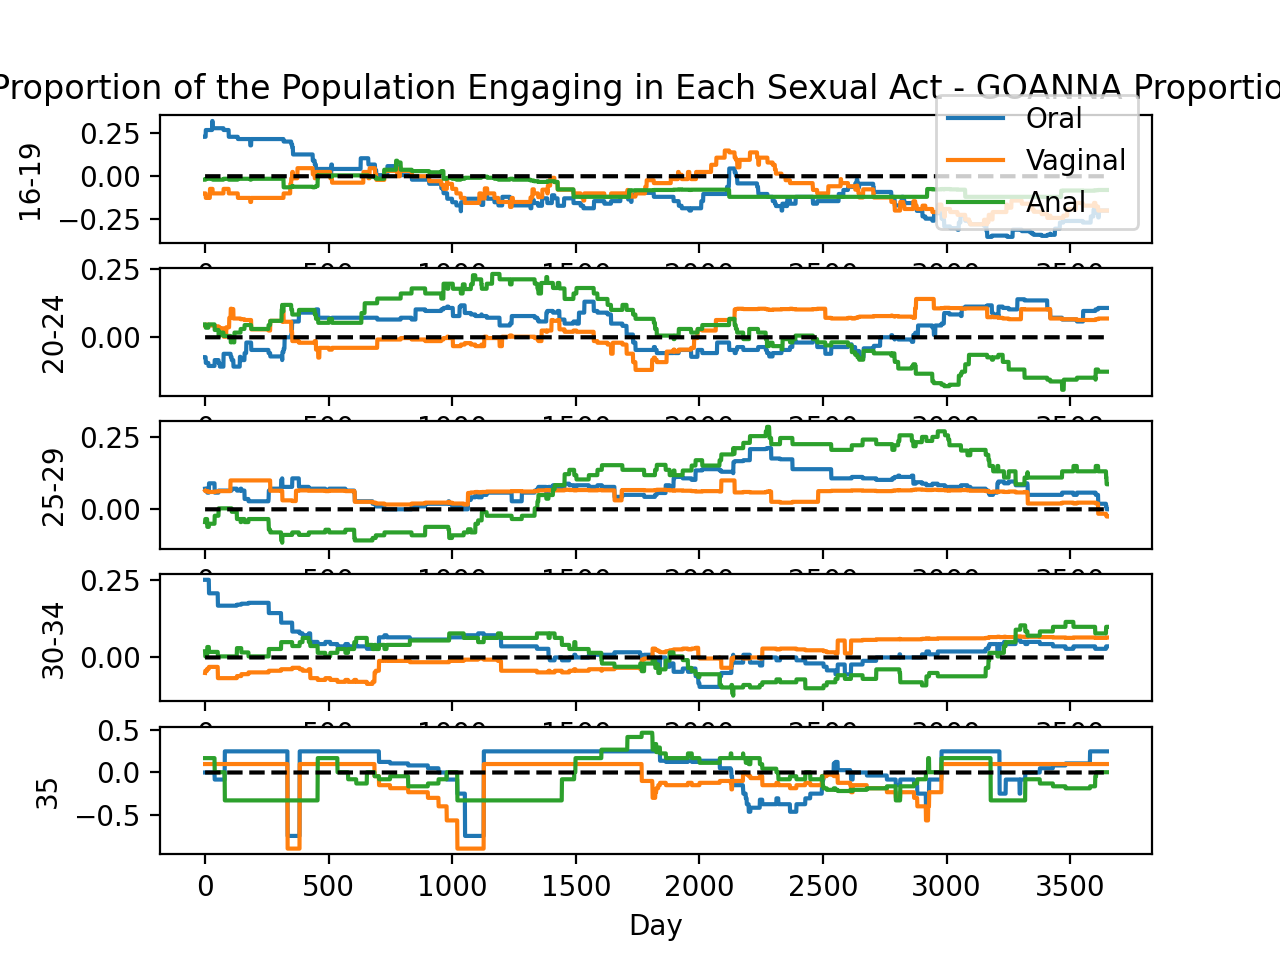 Proportion of the Population Engaging in Each Sexual Act - GOANNA Proportio
Oral
Vaginal
Anal
16-19
0.25
0.00
−0.25
20-24
0.25
0.00
25-29
0.25
0.00
30-34
0.25
0.00
35
0.5
0.0
−0.5
0 500 1000 1500 2000 2500 3000 3500
Day